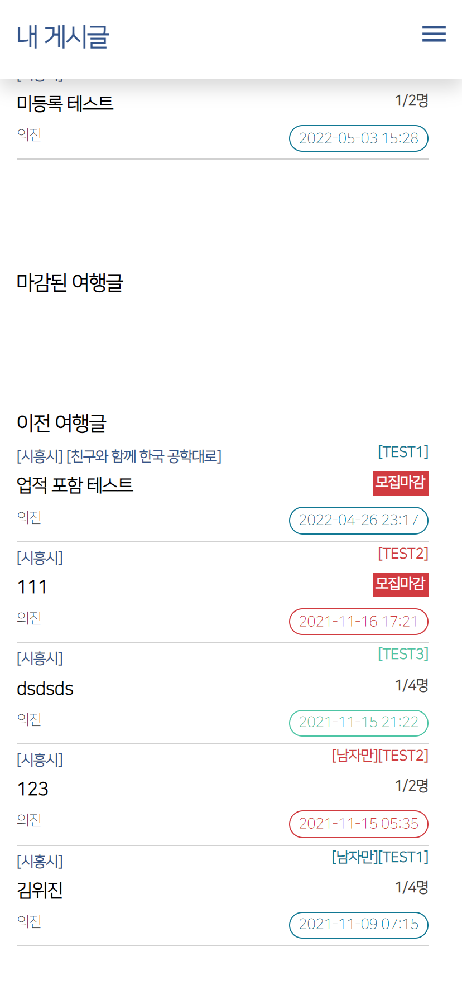 내 게시글
미등록 테스트
1/2명
의진
2022-05-03 15:28
마감된 여행글
이전 여행글
[시흥시] [친구와 함께 한국 공학대로]
[TEST1]
업적 포함 테스트
모집마감
의진
2022-04-26 23:17
[시흥시]
[TEST2]
111
모집마감
의진
2021-11-16 17:21
[시흥시]
[TEST3]
dsdsds
1/4명
의진
2021-11-15 21:22
[시흥시]
[남자만][TEST2]
123
1/2명
의진
2021-11-15 05:35
[시흥시]
[남자만][TEST1]
김위진
1/4명
의진
2021-11-09 07:15